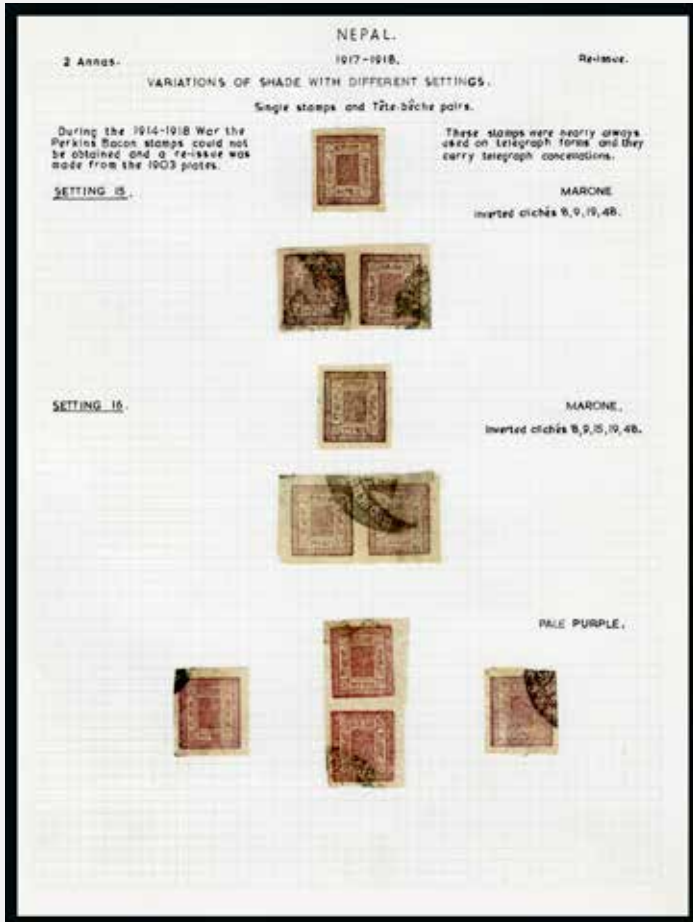 NEPAL.
2 Annas. 1917-1918. Re-issue.
VARIATIONS OF SHADE WITH DIFFERENT SETTINGS.
Single stamps and Tête-bêche pairs.
During the 1914-1918 War the
Perkins Bacon stamps could not
be obtained and a re-issue was
made from the 1903 plates.
These stamps were nearly always
used on telegraph forms and they
carry telegraph cancellations.
SETTING 15. MARONE
inverted clichés 8,9,19,48.
SETTING 16. MARONE.
inverted clichés 8,9,15,19,48.
PALE PURPLE.